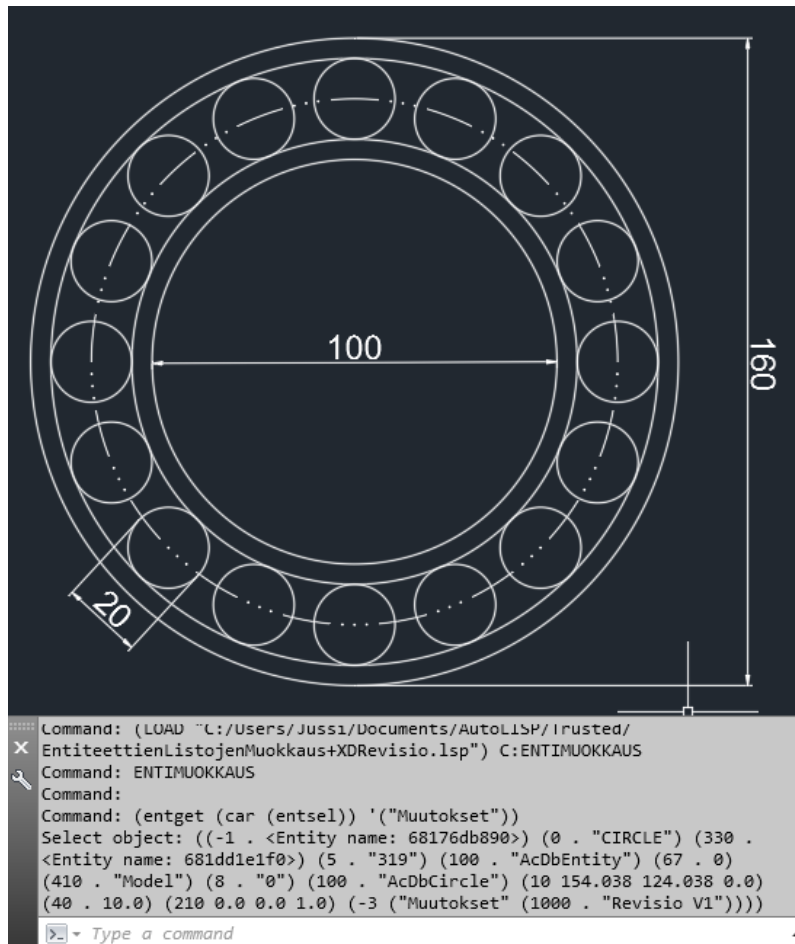 100
160
20
Command: (LOAD "C:/Users/Jussi/Documents/AutoLISP/Trusted/
EntiteettienListojenMuokkaus+XDRevisio.lsp") C:ENTIMUOKKAUS
Command: ENTIMUOKKAUS
Command:
Command: (entget (car (entsel)) '("Muutokset"))
Select object: ((-1 . <Entity name: 68176db890>) (0 . "CIRCLE") (330 .
<Entity name: 681dd1e1f0>) (5 . "319") (100 . "AcDbEntity") (67 . 0)
(410 . "Model") (8 . "0") (100 . "AcDbCircle") (10 154.038 124.038 0.0)
(40 . 10.0) (210 0.0 0.0 1.0) (-3 ("Muutokset" (1000 . "Revisio V1"))))
Type a command